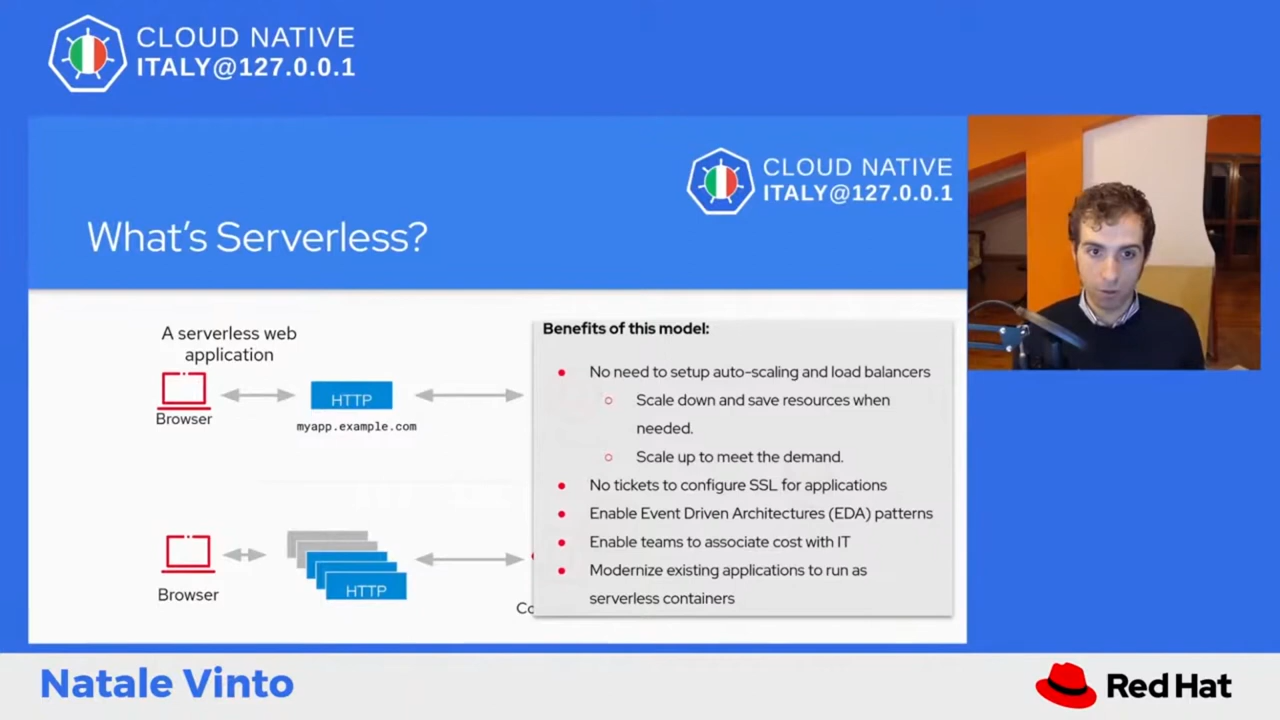 CLOUD NATIVE
ITALY@127.0.0.1
CLOUD NATIVE
ITALY@127.0.0.1
What's Serverless?
A serverless web
application
Browser
HTTP
myapp.example.com
Browser
HTTP
Co
Benefits of this model:
No need to setup auto-scaling and load balancers
Scale down and save resources when
needed.
Scale up to meet the demand.
No tickets to configure SSL for applications
Enable Event Driven Architectures (EDA) patterns
Enable teams to associate cost with IT
Modernize existing applications to run as
serverless containers
Natale Vinto
Red Hat